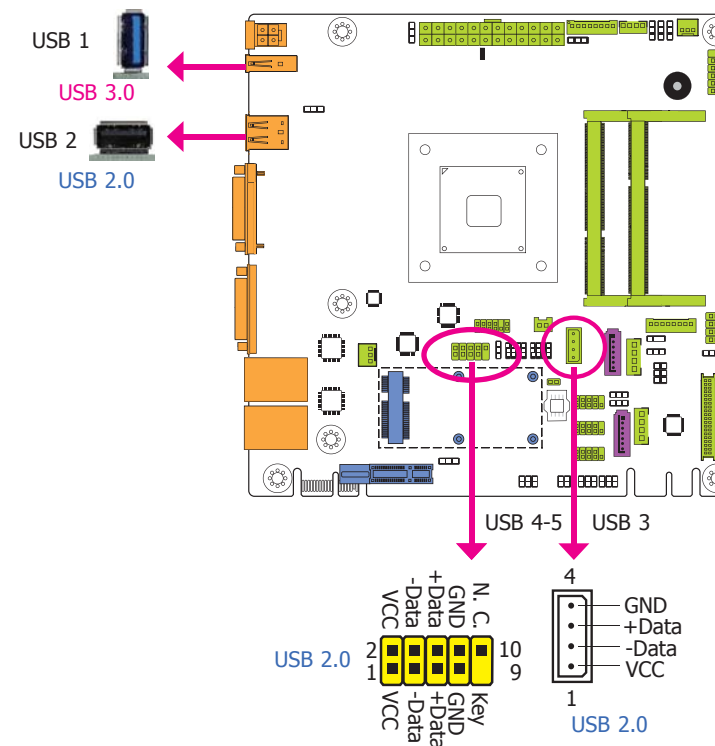 USB 1
USB 3.0
USB 2
USB 2.0
USB 4-5
USB 3
VCC
-Data
+Data
GND
N. C.
USB 2.0
2
1
10
9
VCC
-Data
+Data
GND
Key
4
GND
+Data
-Data
VCC
1
USB 2.0